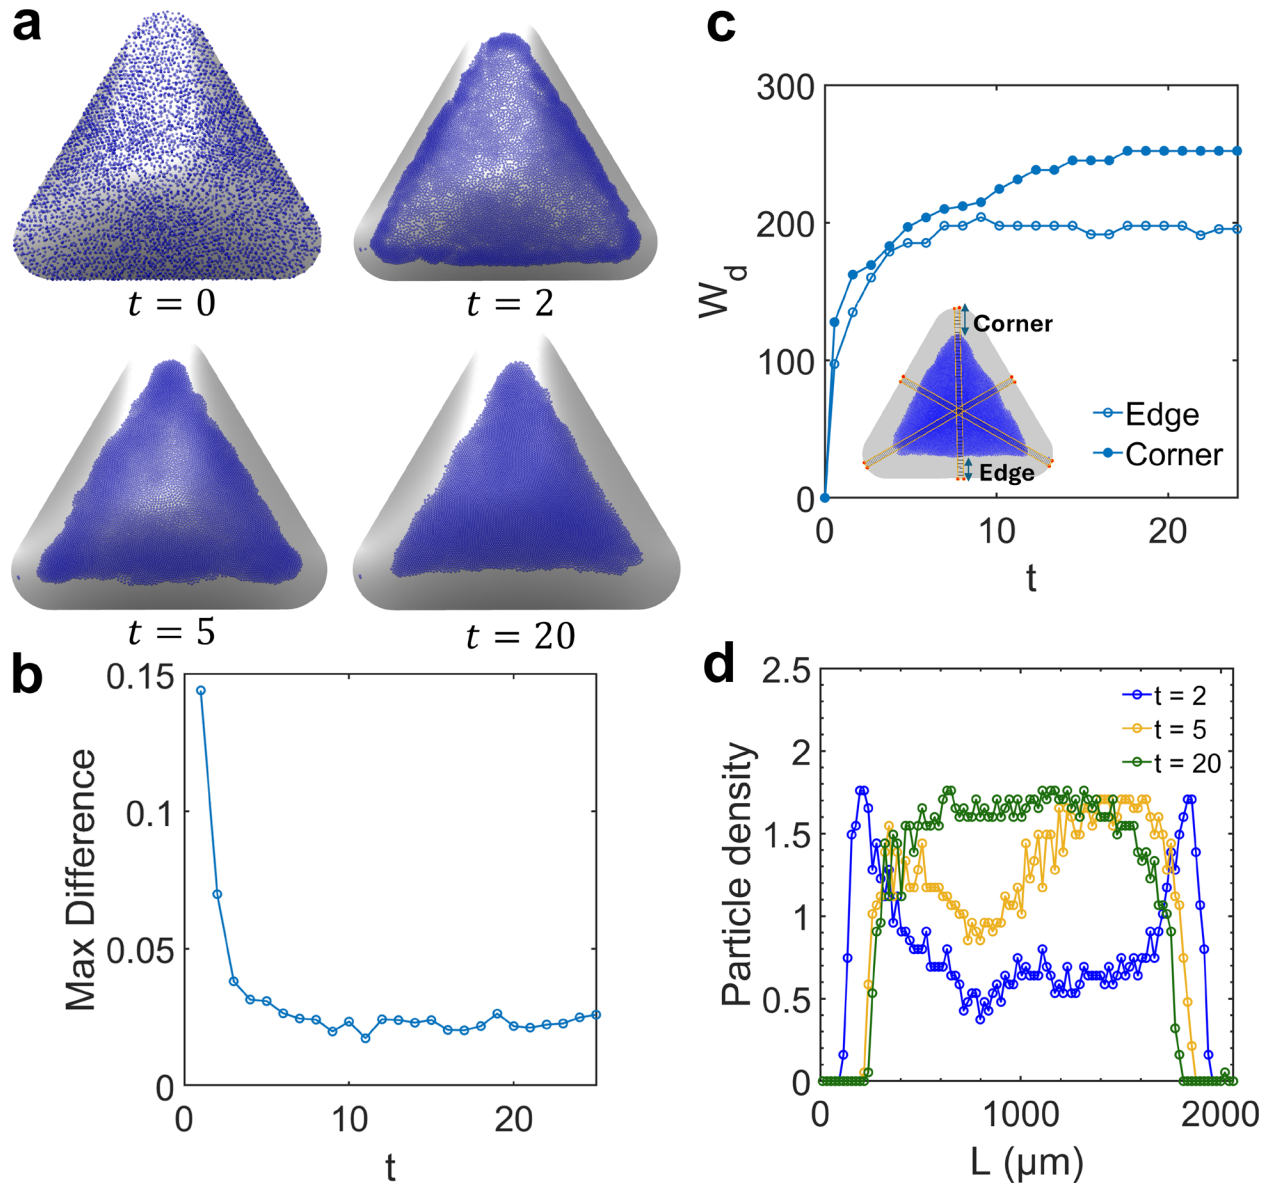 a
t = 0
t = 2
t = 5
t = 20
b
0.15
0.1
0.05
0
Max Difference
0
10
20
t
c
300
200
100
0
W_d
Corner
Edge
Edge
Corner
0
10
20
t
d
2.5
2
1.5
1
0.5
0
Particle density
t = 2
t = 5
t = 20
0
1000
2000
L (μm)